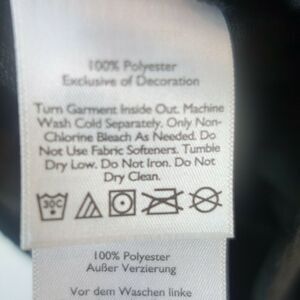 100% Polyester
Exclusive of Decoration
Turn Garment Inside Out. Machine
Wash Cold Separately. Only Non-
Chlorine Bleach As Needed. Do
Not Use Fabric Softeners. Tumble
Dry Low. Do Not Iron. Do Not
Dry Clean.
30C
100% Polyester
Außer Verzierung
Vor dem Waschen linke